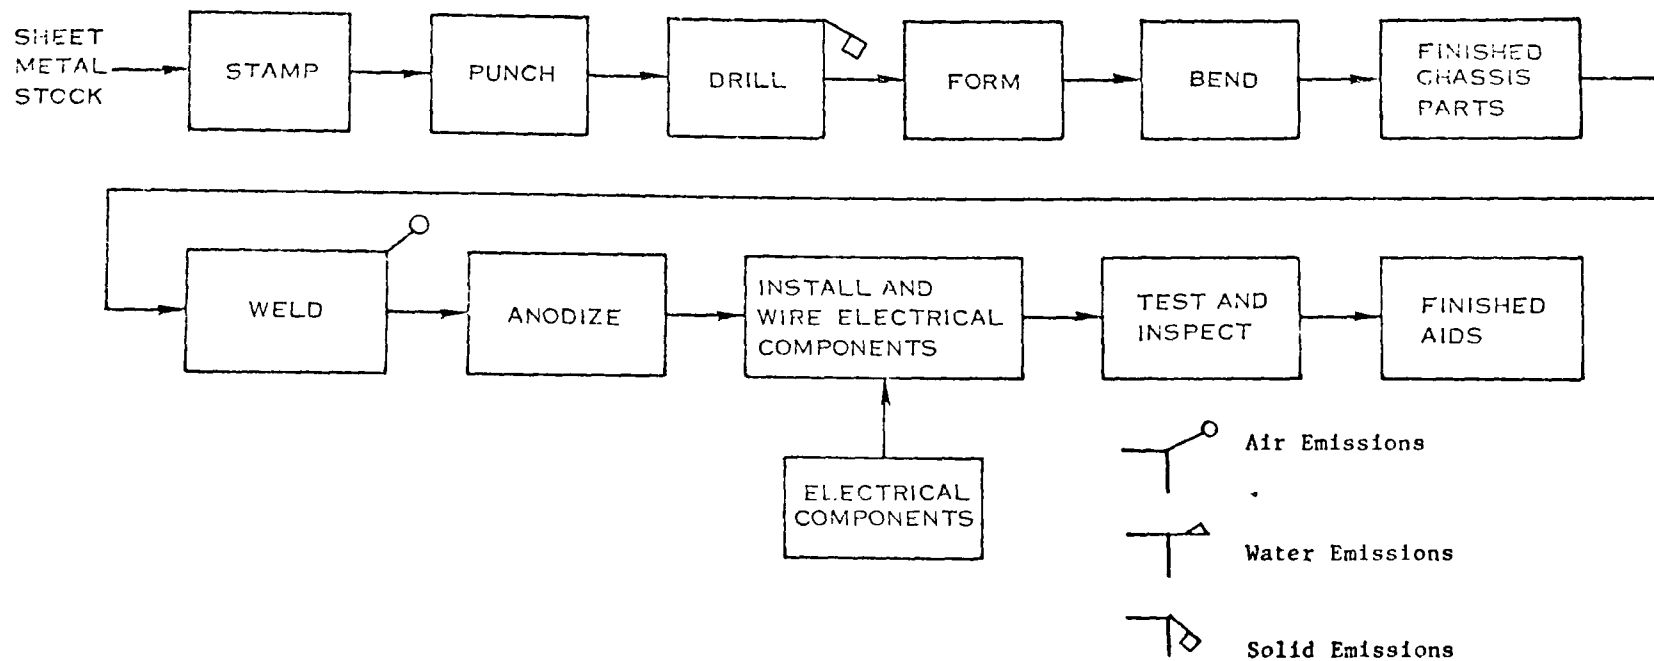 SHEET
METAL
STOCK
STAMP
PUNCH
DRILL
FORM
BEND
FINISHED
CHASSIS
PARTS
WELD
ANODIZE
INSTALL AND
WIRE ELECTRICAL
COMPONENTS
TEST AND
INSPECT
FINISHED
AIDS
ELECTRICAL
COMPONENTS
Air Emissions
Water Emissions
Solid Emissions